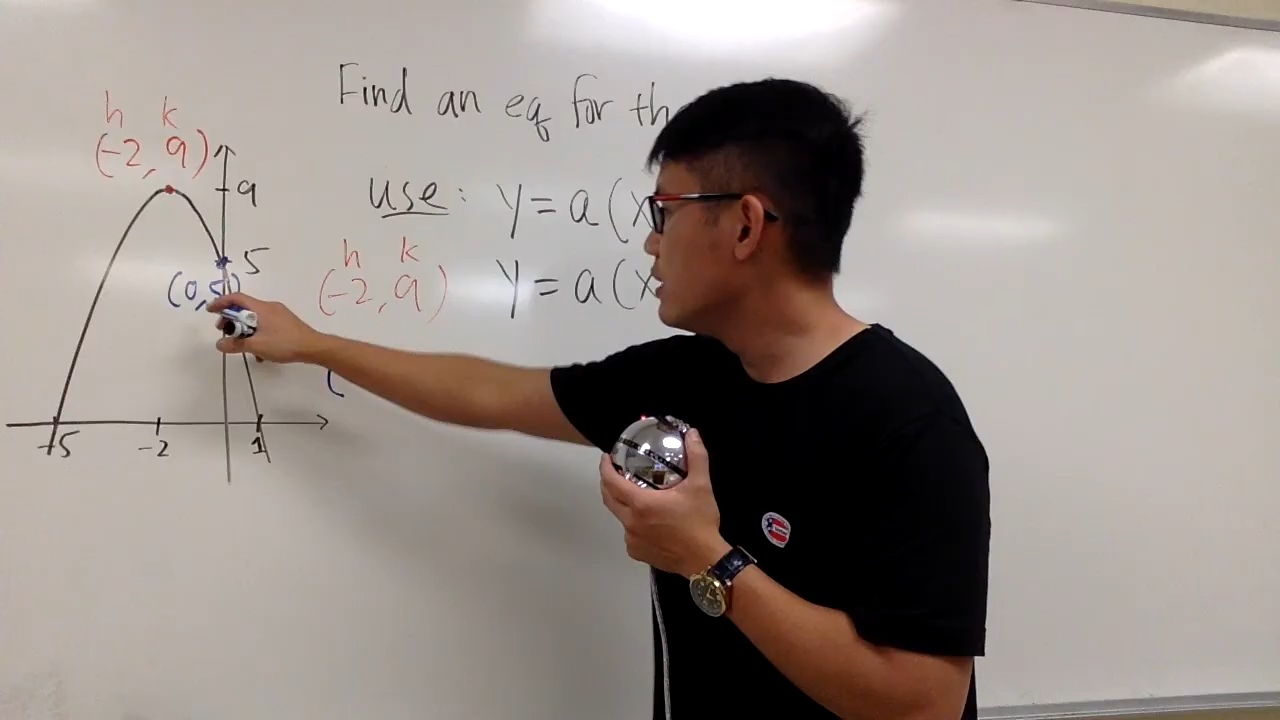 Find an eq for th
h k
(-2, 9)
9
use: y = a(x
5
h k
(0,5)
(-2, 9) y = a(x
(
-5 -2 1